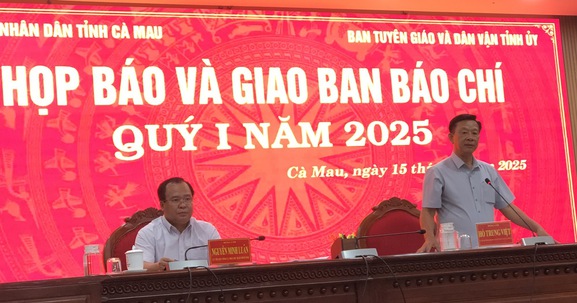 NHÂN DÂN TỈNH CÀ MAU
BAN TUYÊN GIÁO VÀ DÂN VẬN TỈNH ỦY
HỌP BÁO VÀ GIAO BAN BÁO CHÍ
QUÝ I NĂM 2025
Cà Mau, ngày 15 thá 2025
NGUYỄN MINH LUÂN
HỒ TRUNG VIỆT